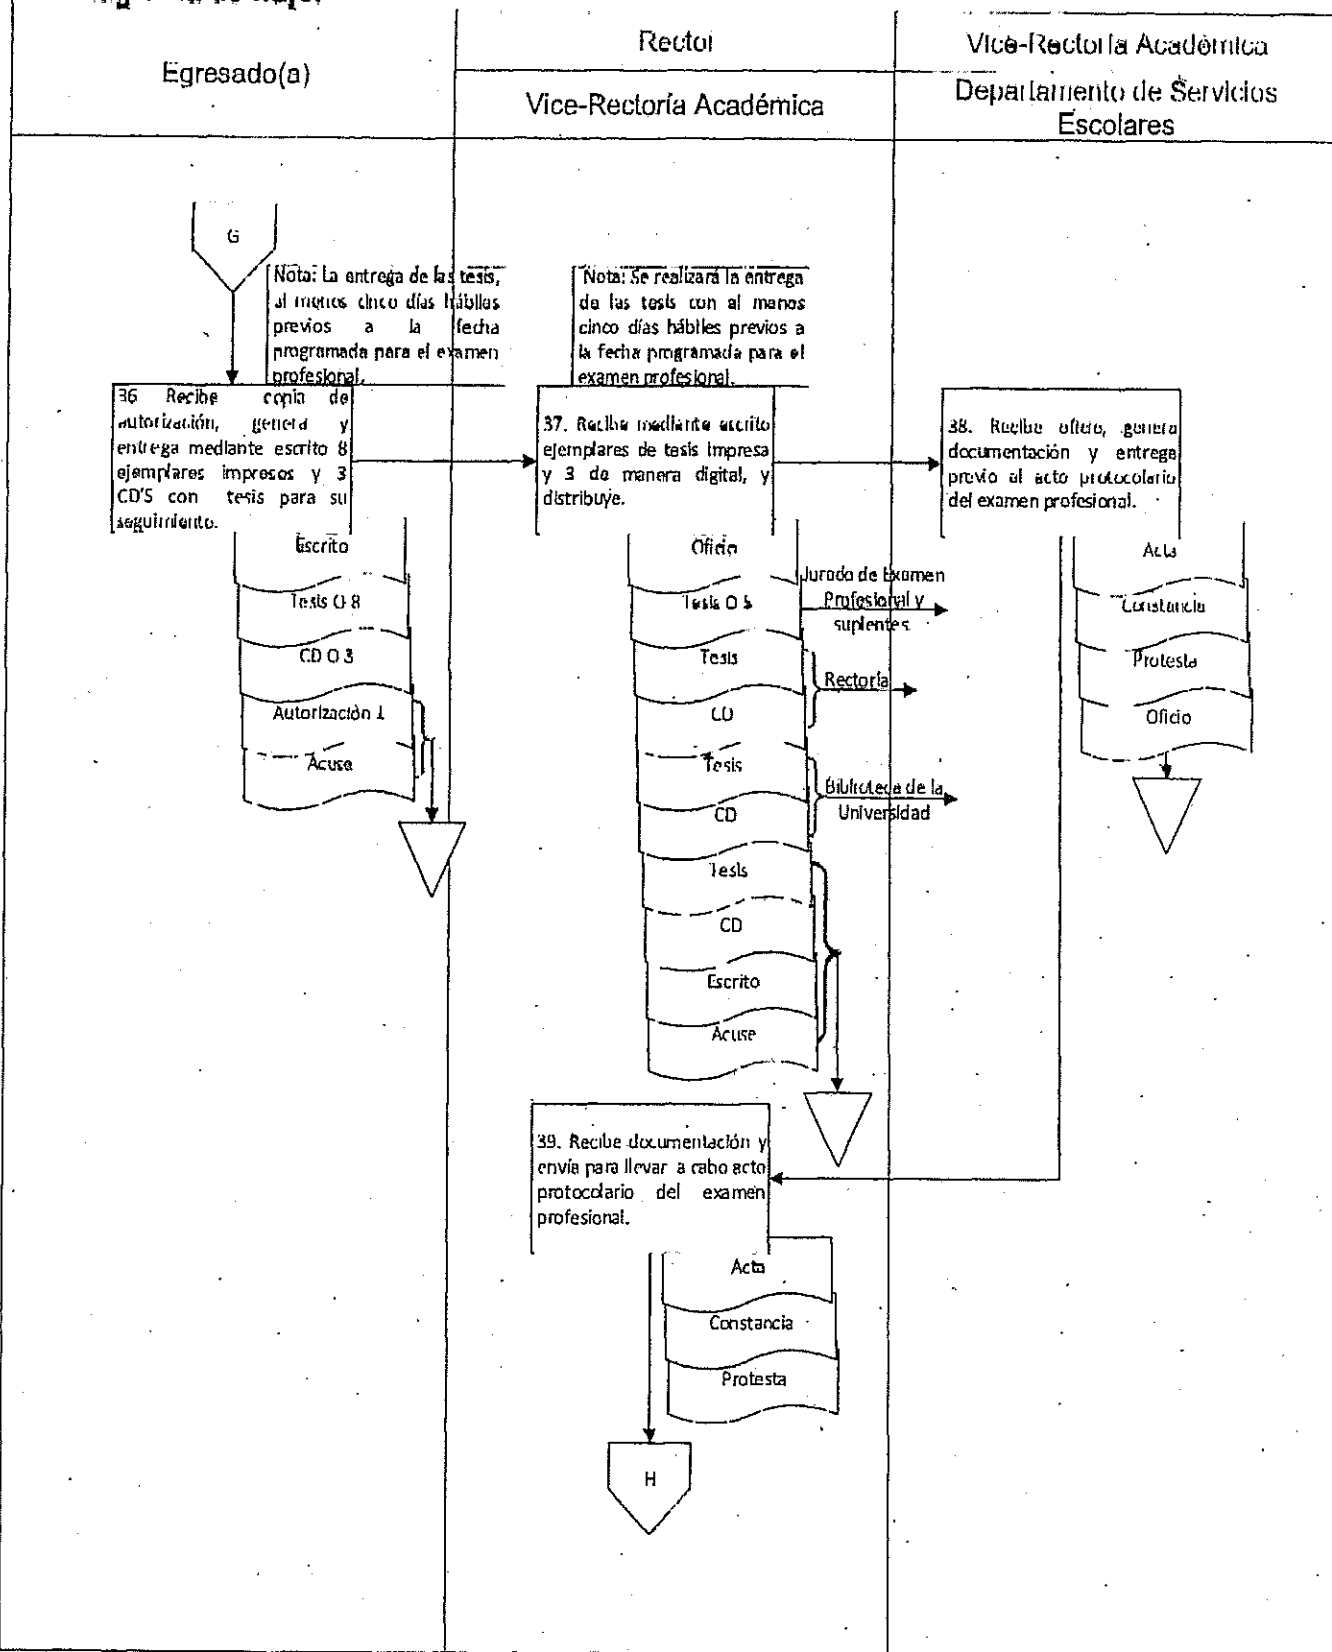 Egresado(a)
Rector
Vice-Rectoría Académica
Vice-Rectoría Académica
Departamento de Servicios
Escolares
G
Nota: La entrega de las tesis,
al menos cinco días hábiles
previos a la fecha
programada para el examen
profesional.
36 Recibe copia de
autorización, genera y
entrega mediante escrito 8
ejemplares impresos y 3
CD'S con tesis para su
seguimiento.
Escrito
Tesis O 8
CD O 3
Autorización 1
Acuse
Nota: Se realizará la entrega
de las tesis con al menos
cinco días hábiles previos a
la fecha programada para el
examen profesional.
37. Recibe mediante escrito
ejemplares de tesis impresa
y 3 de manera digital, y
distribuye.
Oficio
Tesis O 5
Jurado de Examen
Profesional y
suplentes.
Tesis
Rectoría
CD
Tesis
Biblioteca de la
Universidad
CD
Tesis
CD
Escrito
Acuse
38. Recibe oficio, genera
documentación y entrega
previo al acto protocolario
del examen profesional.
Acta
Constancia
Protesta
Oficio
39. Recibe documentación y
envía para llevar a cabo acto
protocolario del examen
profesional.
Acta
Constancia
Protesta
H